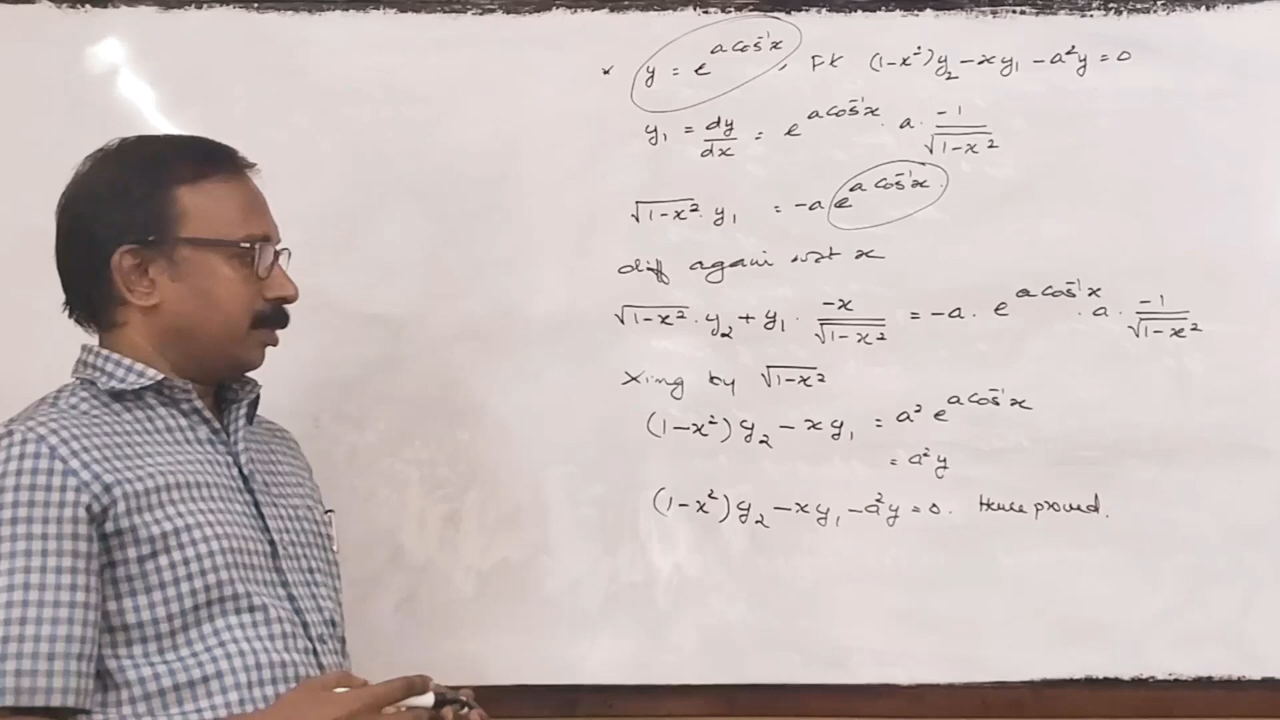 * y = e^{a cos⁻¹x}, PK (1-x²)y₂ - xy₁ - a²y = 0
y₁ = dy/dx = e^{a cos⁻¹x} · a · -1/√(1-x²)
√(1-x²) · y₁ = -a e^{a cos⁻¹x}.
diff again wrt x
√(1-x²) · y₂ + y₁ · -x/√(1-x²) = -a · e^{a cos⁻¹x} · a · -1/√(1-x²)
Xing by √(1-x²)
(1-x²) y₂ - xy₁ = a² e^{a cos⁻¹x}
= a²y
(1-x²) y₂ - xy₁ - a²y = 0. Hence proved.